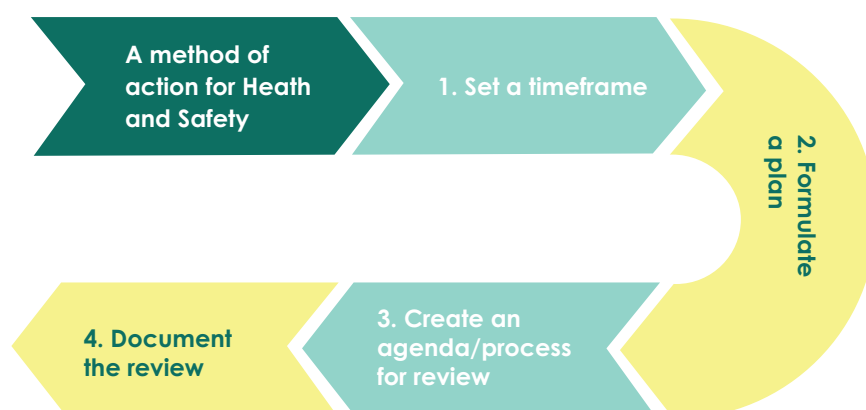 A method of
action for Heath
and Safety
1. Set a timeframe
2. Formulate
a plan
3. Create an
agenda/process
for review
4. Document
the review